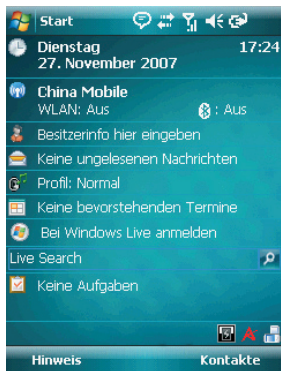 Start
Dienstag 17:24
27. November 2007
China Mobile
WLAN: Aus : Aus
Besitzerinfo hier eingeben
Keine ungelesenen Nachrichten
Profil: Normal
Keine bevorstehenden Termine
Bei Windows Live anmelden
Live Search
Keine Aufgaben
Hinweis Kontakte